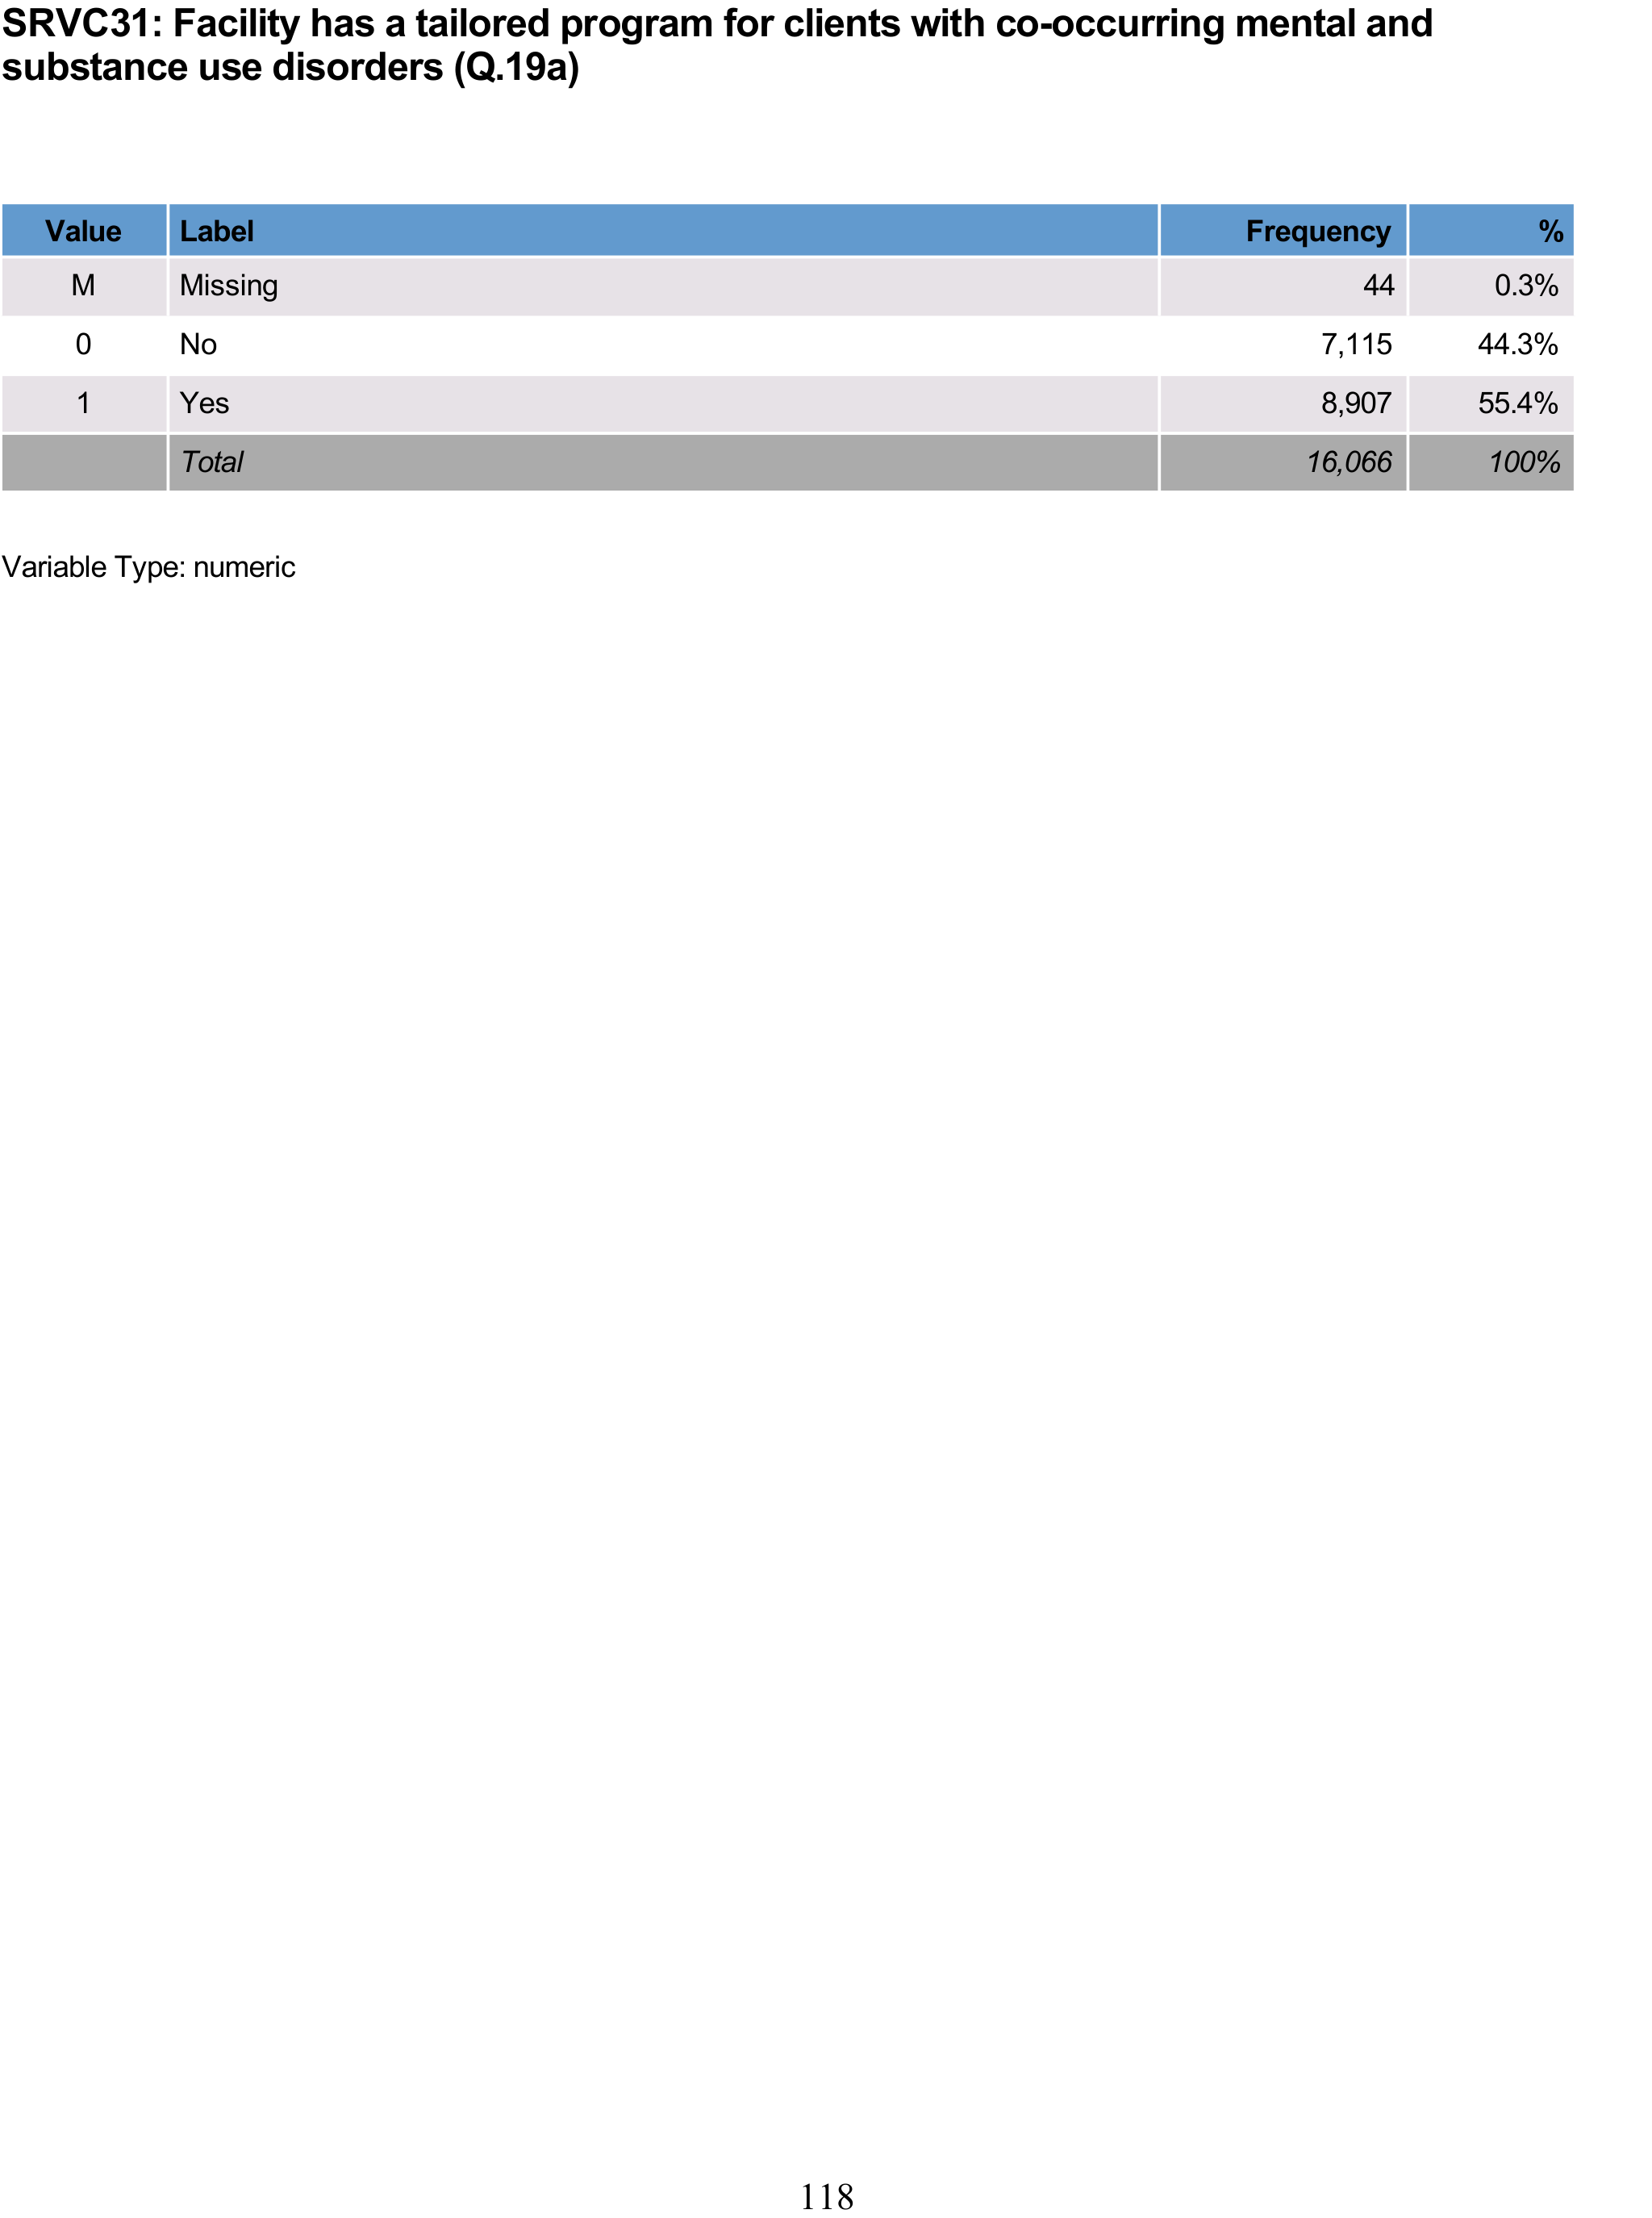 SRVC31: Facility has a tailored program for clients with co-occurring mental and
substance use disorders (Q.19a)
Value Label Frequency %
M Missing 44 0.3%
0 No 7,115 44.3%
1 Yes 8,907 55.4%
Total 16,066 100%
Variable Type: numeric
118